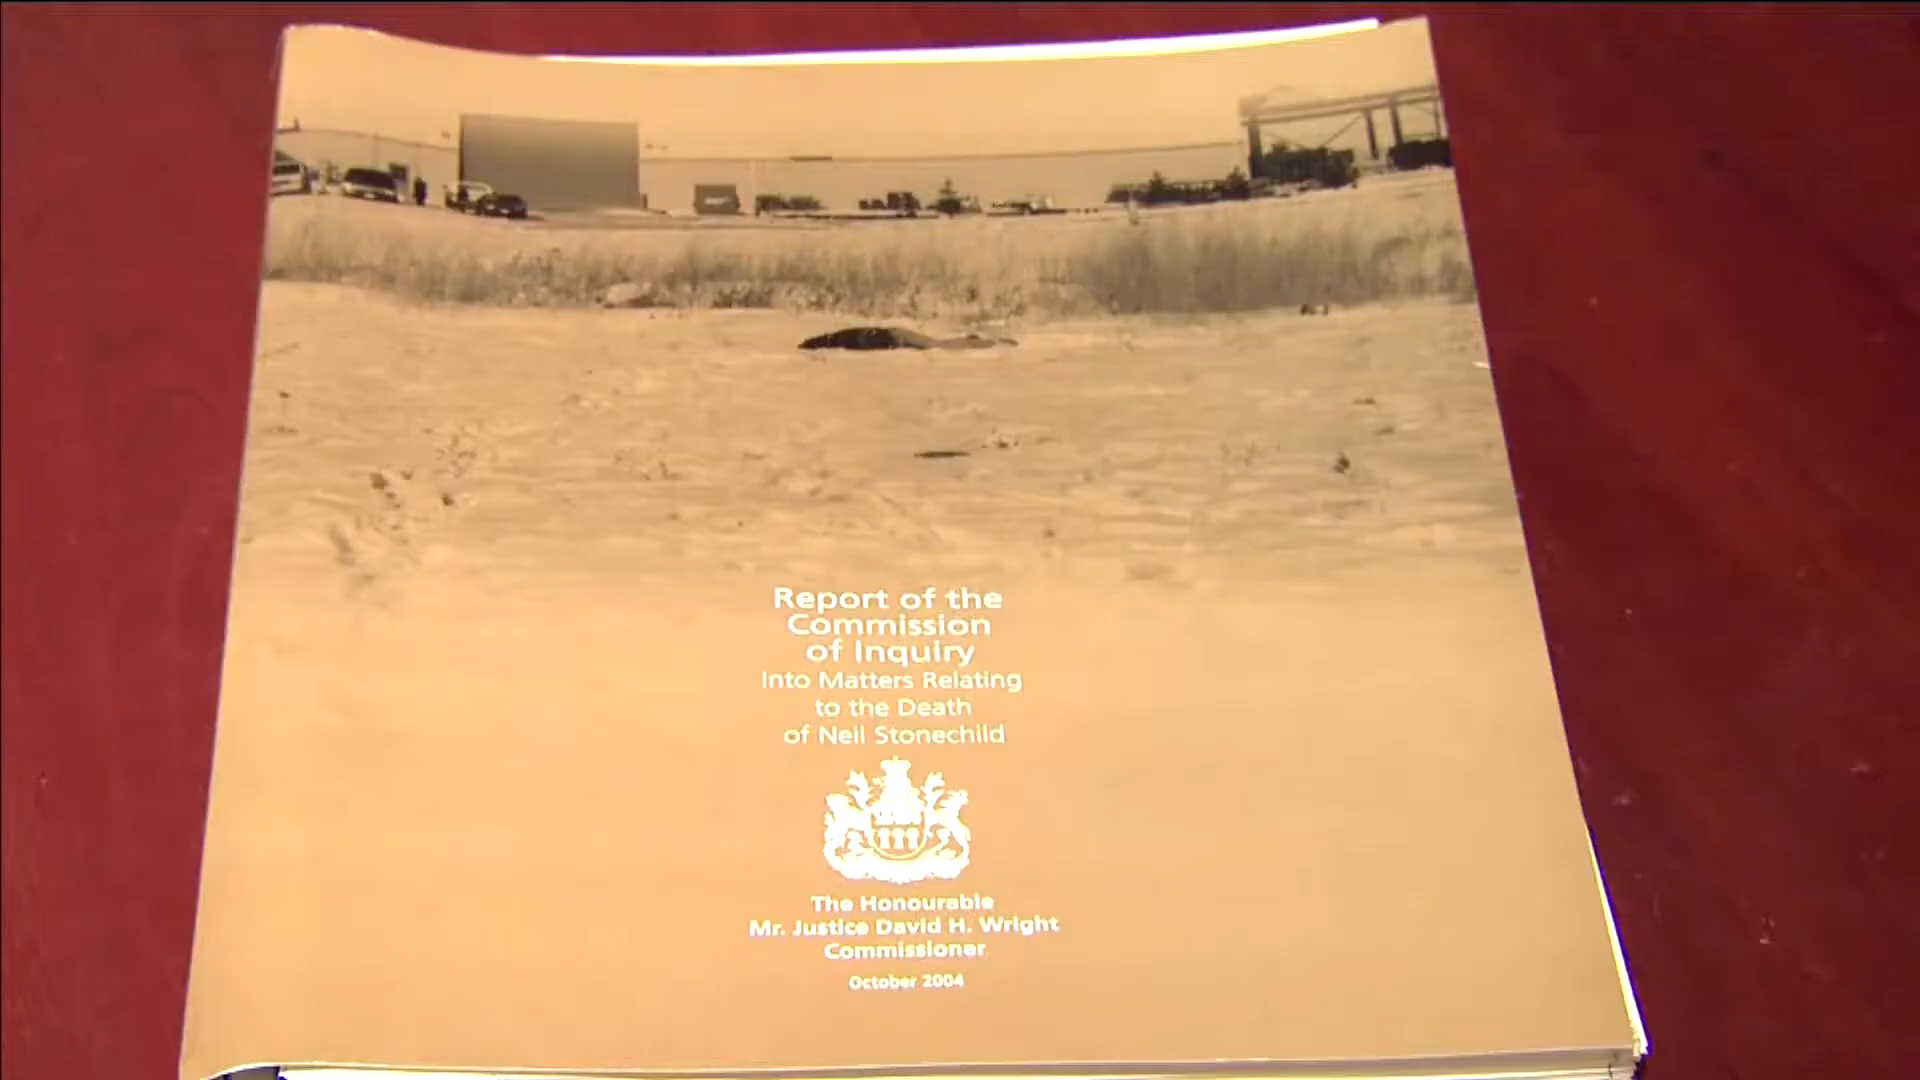 Report of the
Commission
of Inquiry
Into Matters Relating
to the Death
of Neil Stonechild
The Honourable
Mr. Justice David H. Wright
Commissioner
October 2004